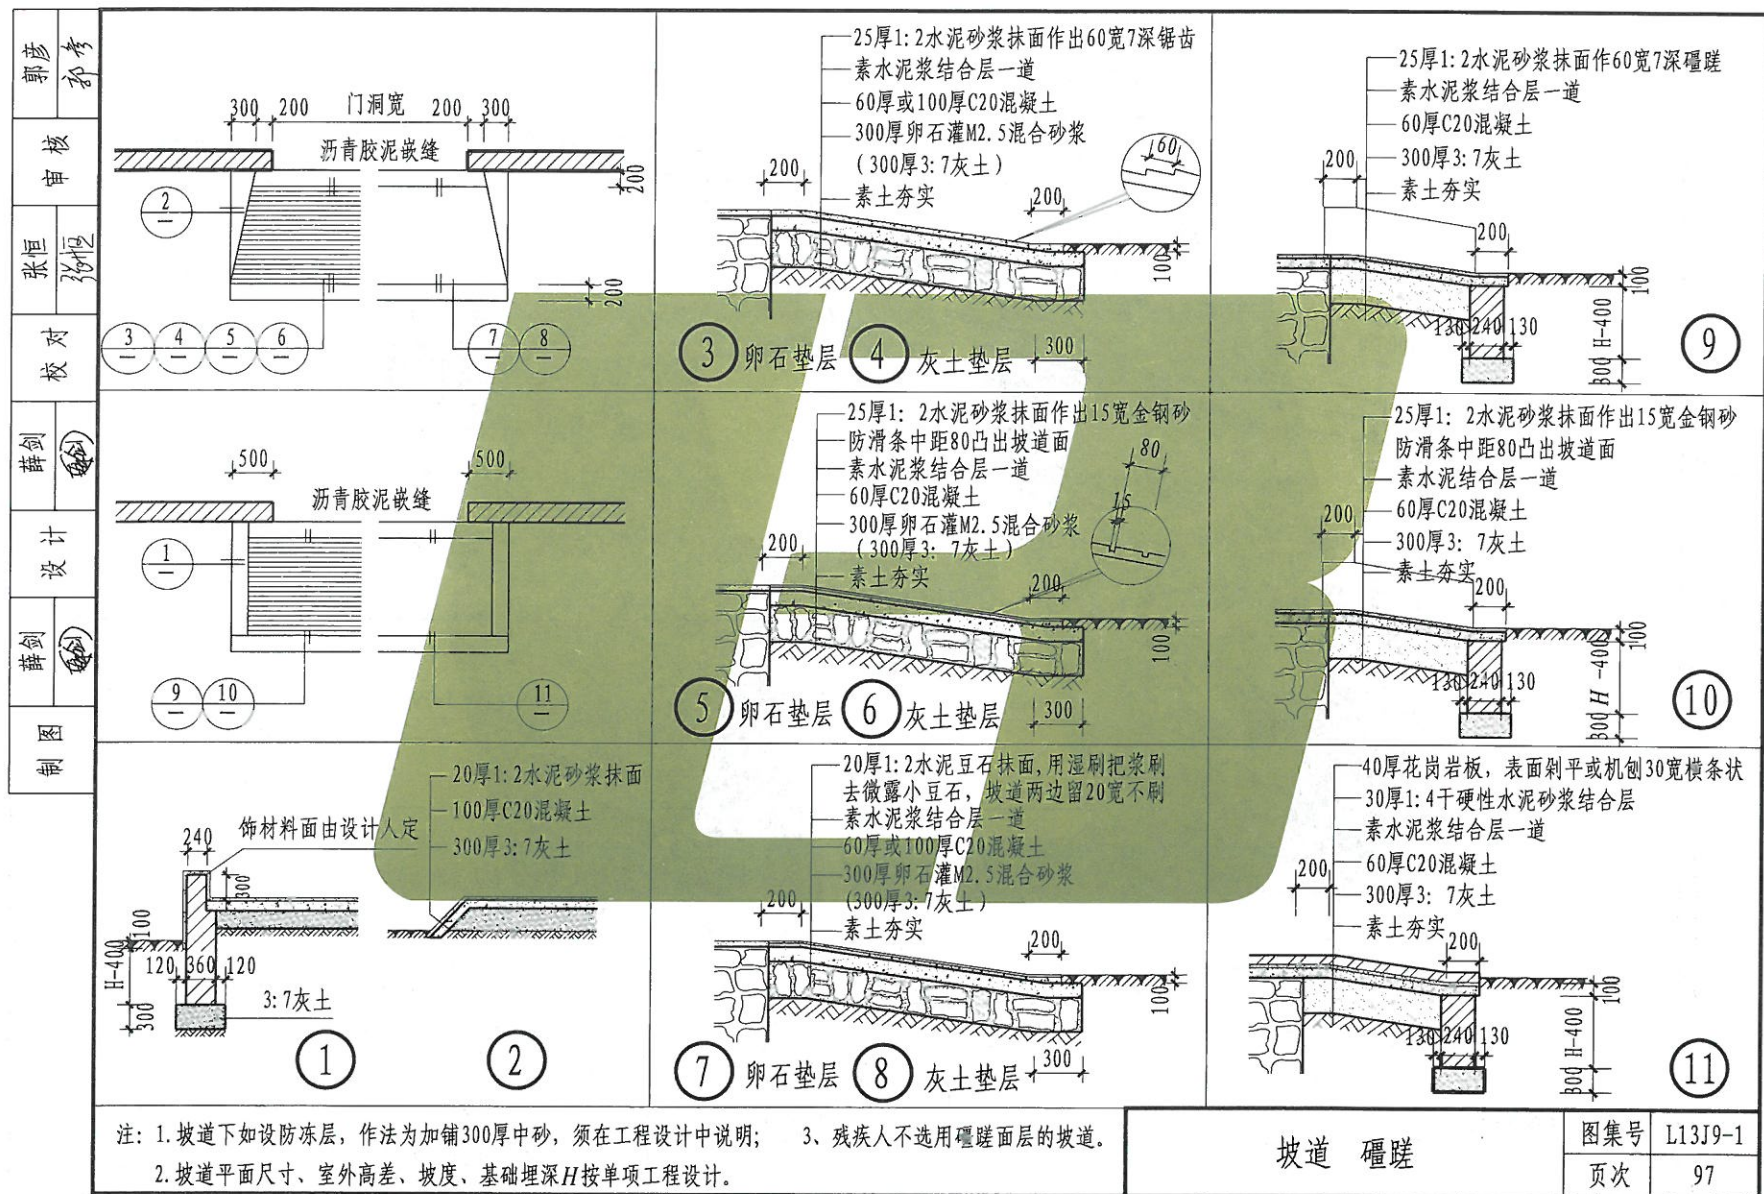 郭彦
审核
张恒
校对
薛剑
设计
薛剑
制图
300 200 门洞宽 200 300
沥青胶泥嵌缝
200
2
200
3 4 5 6 7 8
500 500
沥青胶泥嵌缝
1
9 10 11
20厚1:2水泥砂浆抹面
100厚C20混凝土
300厚3:7灰土
饰材料面由设计人定
240
300
100
H-400
120 360 120
300
3:7灰土
1 2
25厚1:2水泥砂浆抹面作出60宽7深锯齿
素水泥浆结合层一道
60厚或100厚C20混凝土
300厚卵石灌M2.5混合砂浆
(300厚3:7灰土)
素土夯实
60
200
200
100
300
3 卵石垫层 4 灰土垫层
25厚1:2水泥砂浆抹面作出15宽金钢砂
防滑条中距80凸出坡道面
素水泥浆结合层一道
60厚C20混凝土
300厚卵石灌M2.5混合砂浆
(300厚3:7灰土)
素土夯实
80
15
200
200
100
300
5 卵石垫层 6 灰土垫层
20厚1:2水泥豆石抹面,用湿刷把浆刷
去微露小豆石,坡道两边留20宽不刷
素水泥浆结合层一道
60厚或100厚C20混凝土
300厚卵石灌M2.5混合砂浆
(300厚3:7灰土)
素土夯实
200
200
100
300
7 卵石垫层 8 灰土垫层
25厚1:2水泥砂浆抹面作60宽7深礓蹉
素水泥浆结合层一道
60厚C20混凝土
300厚3:7灰土
素土夯实
200
200
100
130 240 130
300 H-400
9
25厚1:2水泥砂浆抹面作出15宽金钢砂
防滑条中距80凸出坡道面
素水泥结合层一道
60厚C20混凝土
300厚3:7灰土
素土夯实
200
200
100
130 240 130
300 H-400
10
40厚花岗岩板,表面剁平或机刨30宽横条状
30厚1:4干硬性水泥砂浆结合层
素水泥浆结合层一道
60厚C20混凝土
300厚3:7灰土
素土夯实
200
200
100
130 240 130
300 H-400
11
注: 1.坡道下如设防冻层,作法为加铺300厚中砂,须在工程设计中说明; 3、残疾人不选用礓蹉面层的坡道。
2.坡道平面尺寸、室外高差、坡度、基础埋深H按单项工程设计。
坡道 礓蹉
图集号 L13J9-1
页次 97